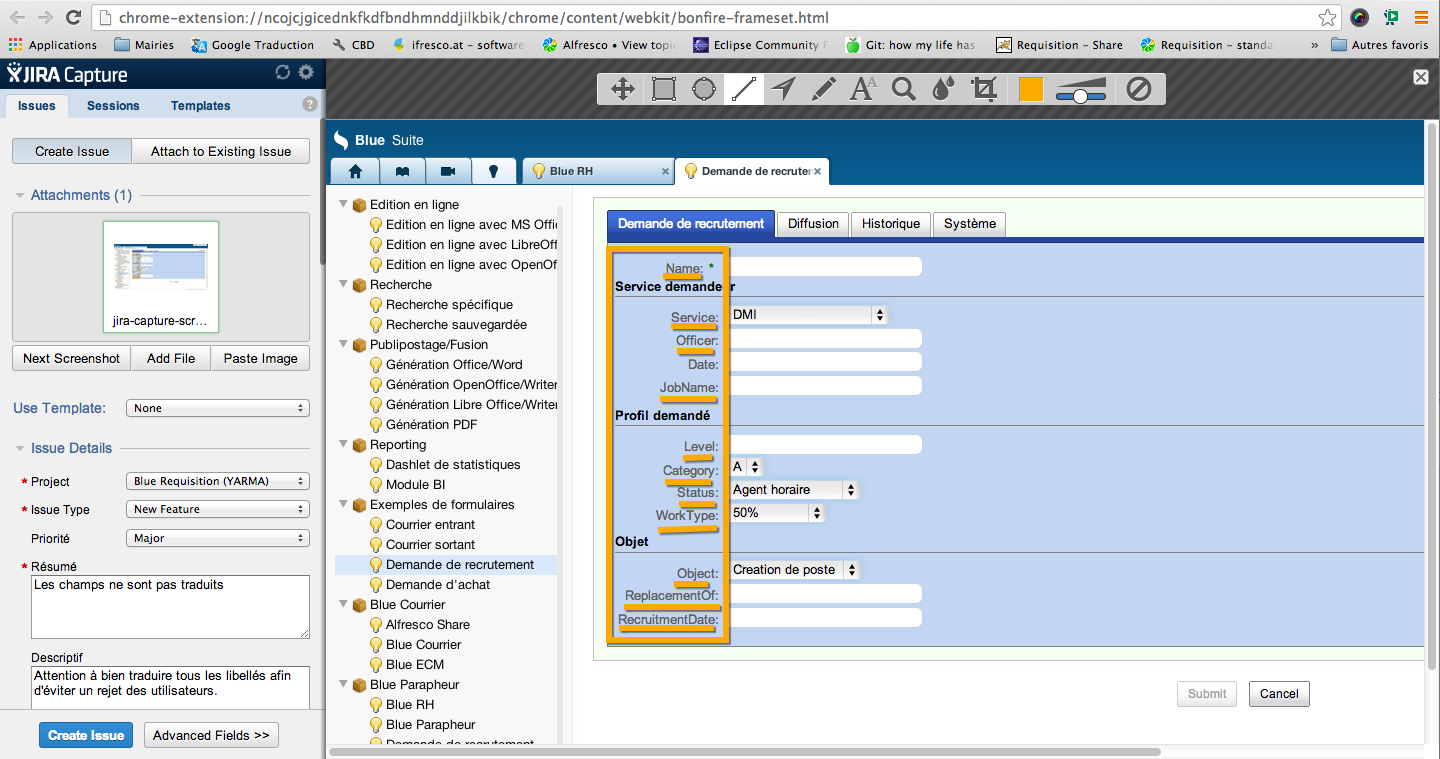 chrome-extension://ncojcjgicednkfkdfbndhmnddjilkbik/chrome/content/webkit/bonfire-frameset.html
Applications Mairies Google Traduction CBD ifresco.at - software Alfresco • View topic Eclipse Community Git: how my life has Requisition - Share Requisition - standa » Autres favoris
JIRA Capture
Issues Sessions Templates ?
Create Issue Attach to Existing Issue
Attachments (1)
jira-capture-scr…
Next Screenshot Add File Paste Image
Use Template: None
Issue Details
* Project Blue Requisition (YARMA)
* Issue Type New Feature
Priorité Major
* Résumé
Les champs ne sont pas traduits
Descriptif
Attention à bien traduire tous les libellés afin
d'éviter un rejet des utilisateurs.
Create Issue Advanced Fields >>
Blue Suite
Blue RH × Demande de recruter ×
Edition en ligne
Edition en ligne avec MS Offi
Edition en ligne avec LibreOff
Edition en ligne avec OpenOf
Recherche
Recherche spécifique
Recherche sauvegardée
Publipostage/Fusion
Génération Office/Word
Génération OpenOffice/Writer
Génération Libre Office/Writer
Génération PDF
Reporting
Dashlet de statistiques
Module BI
Exemples de formulaires
Courrier entrant
Courrier sortant
Demande de recrutement
Demande d'achat
Blue Courrier
Alfresco Share
Blue Courrier
Blue ECM
Blue Parapheur
Blue RH
Blue Parapheur
Demande de recrutement
Demande de recrutement Diffusion Historique Système
Name: *
Service demandeur
Service: DMI
Officer:
Date:
JobName:
Profil demandé
Level:
Category: A
Status: Agent horaire
WorkType: 50%
Objet
Object: Creation de poste
ReplacementOf:
RecruitmentDate:
Submit Cancel